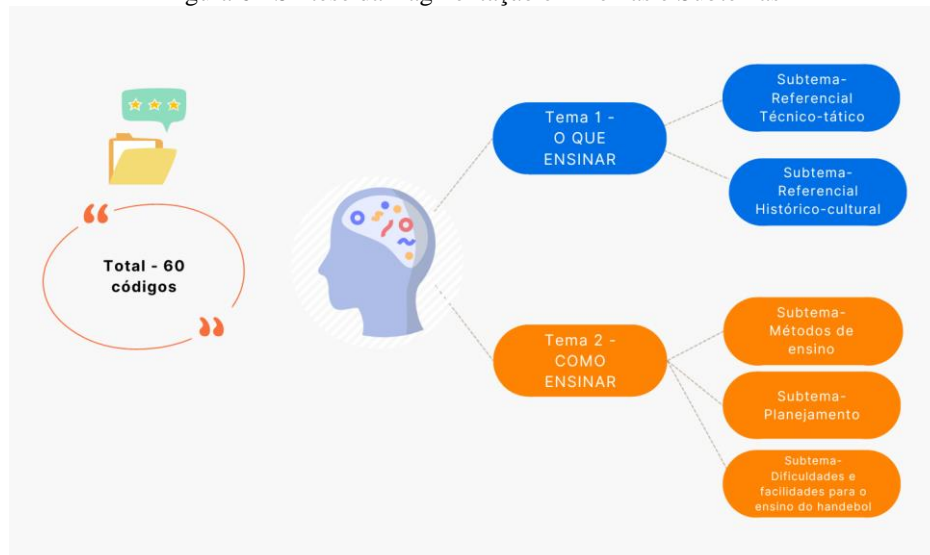 Total - 60
códigos
Tema 1 -
O QUE
ENSINAR
Subtema-
Referencial
Técnico-tático
Subtema-
Referencial
Histórico-cultural
Tema 2 -
COMO
ENSINAR
Subtema-
Métodos de
ensino
Subtema-
Planejamento
Subtema-
Dificuldades e
facilidades para o
ensino do handebol